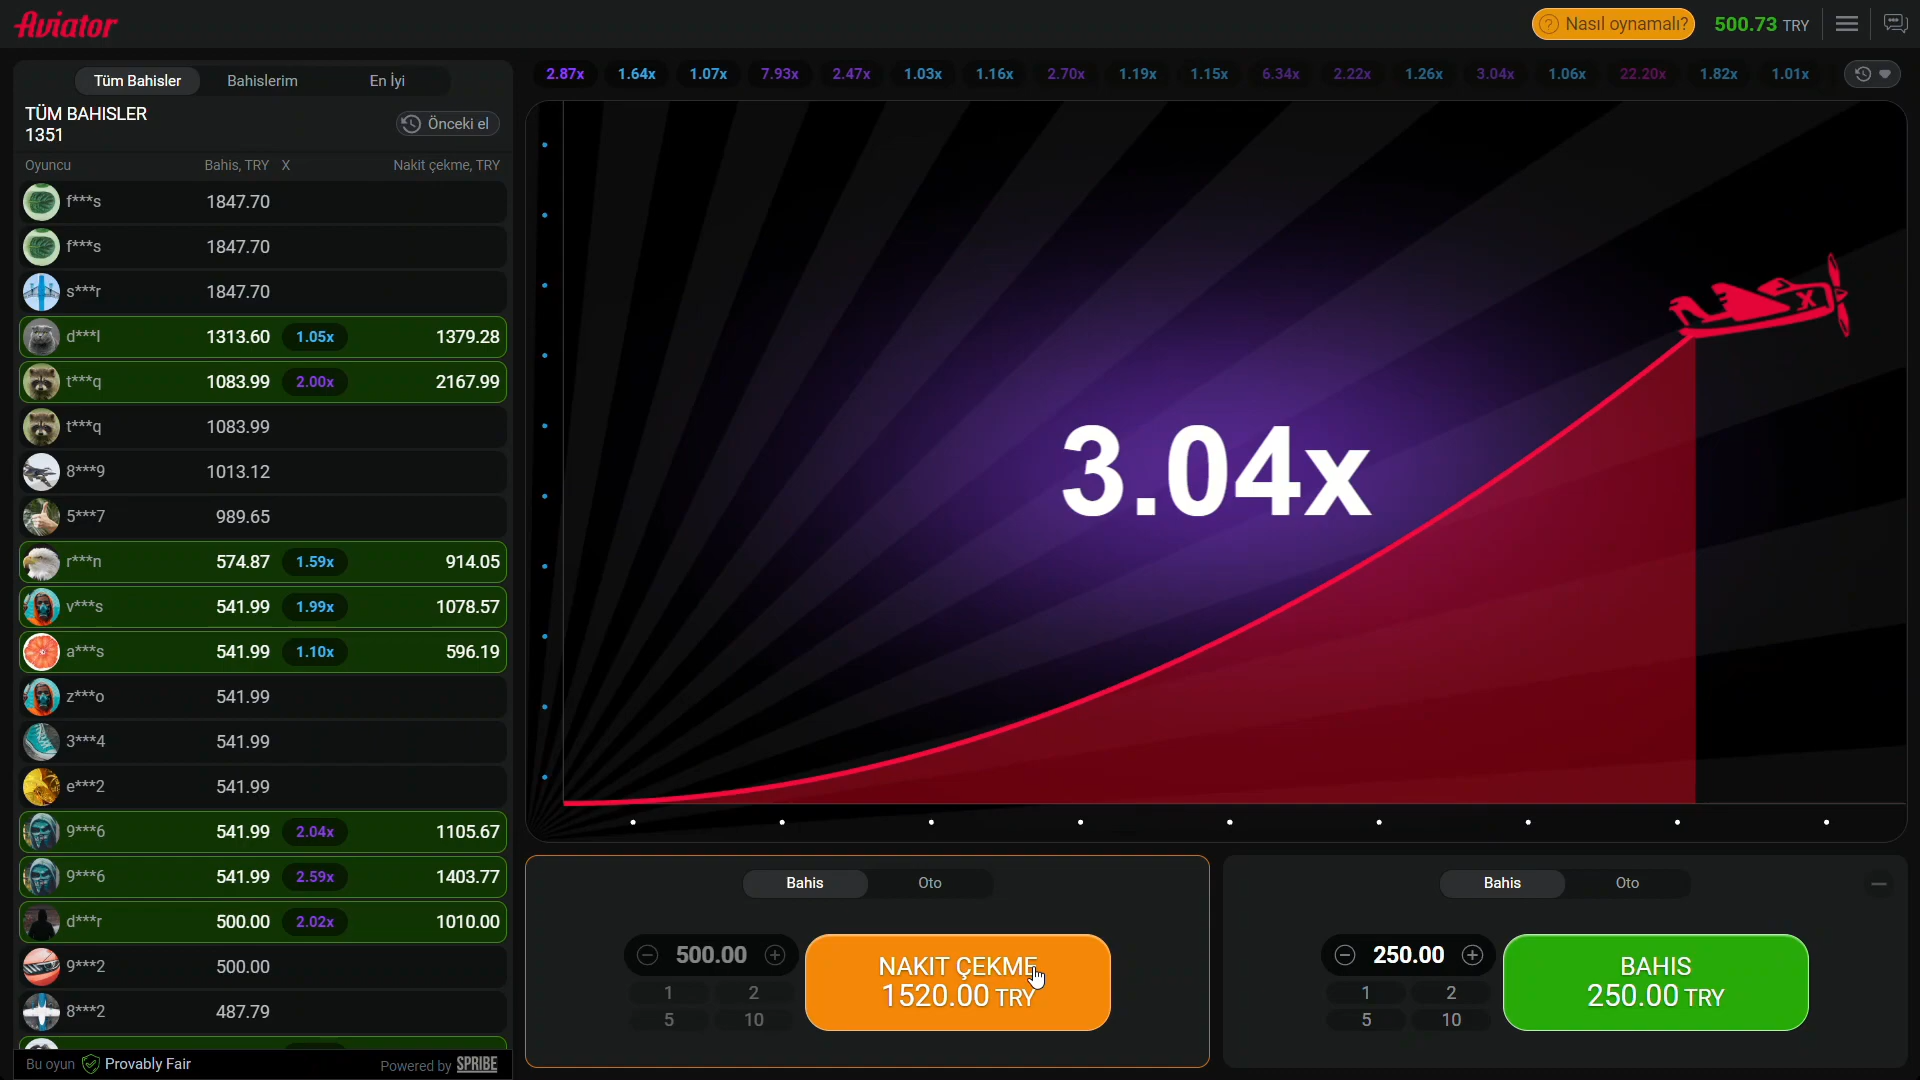 Aviator
Nasıl oynamalı?
500.73 TRY
Tüm Bahisler
Bahislerim
En İyi
TÜM BAHISLER
1351
Önceki el
Oyuncu Bahis, TRY X Nakit çekme, TRY
f***s 1847.70
f***s 1847.70
s***r 1847.70
d***l 1313.60 1.05x 1379.28
t***q 1083.99 2.00x 2167.99
t***q 1083.99
8***9 1013.12
5***7 989.65
r***n 574.87 1.59x 914.05
v***s 541.99 1.99x 1078.57
a***s 541.99 1.10x 596.19
z***o 541.99
3***4 541.99
e***2 541.99
9***6 541.99 2.04x 1105.67
9***6 541.99 2.59x 1403.77
d***r 500.00 2.02x 1010.00
9***2 500.00
8***2 487.79
Bu oyun Provably Fair
Powered by SPRIBE
2.87x 1.64x 1.07x 7.93x 2.47x 1.03x 1.16x 2.70x 1.19x 1.15x 6.34x 2.22x 1.26x 3.04x 1.06x 22.20x 1.82x 1.01x
X
3.04x
Bahis Oto
500.00
1 2
5 10
NAKIT ÇEKME
1520.00 TRY
Bahis Oto
250.00
1 2
5 10
BAHIS
250.00 TRY